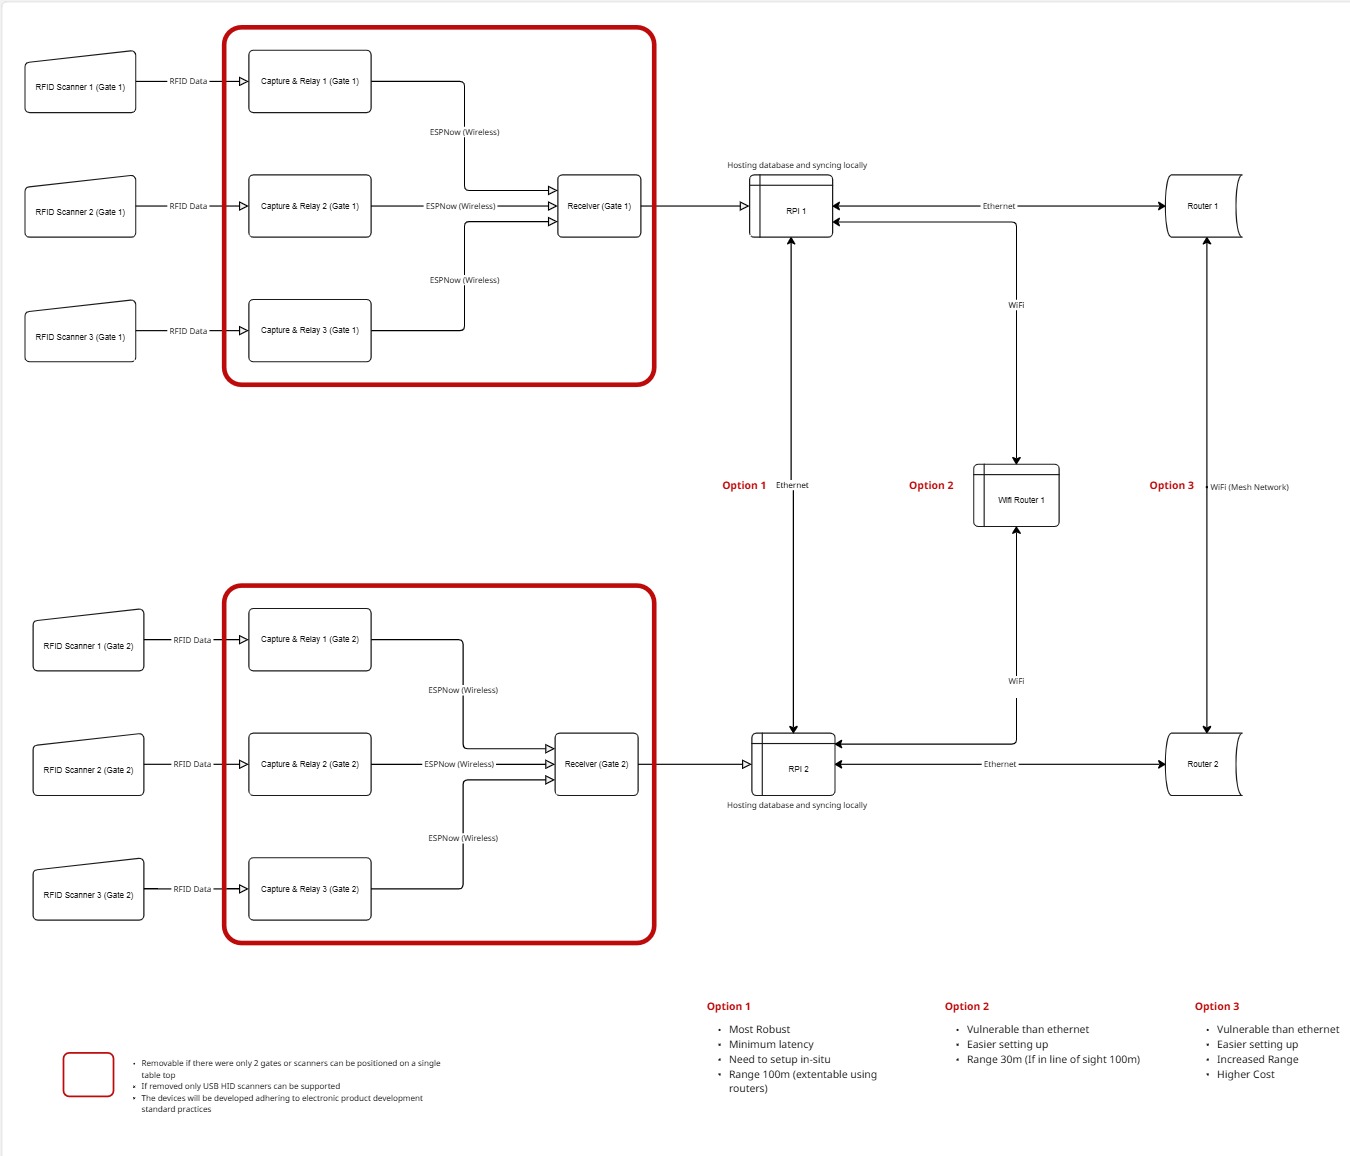 RFID Scanner 1 (Gate 1)
RFID Data
Capture & Relay 1 (Gate 1)
ESPNow (Wireless)
RFID Scanner 2 (Gate 1)
RFID Data
Capture & Relay 2 (Gate 1)
ESPNow (Wireless)
Receiver (Gate 1)
RFID Scanner 3 (Gate 1)
RFID Data
Capture & Relay 3 (Gate 1)
ESPNow (Wireless)
Hosting database and syncing locally
RPI 1
Ethernet
Router 1
WiFi
Option 1
Ethernet
Option 2
Wifi Router 1
Option 3
WiFi (Mesh Network)
RFID Scanner 1 (Gate 2)
RFID Data
Capture & Relay 1 (Gate 2)
ESPNow (Wireless)
RFID Scanner 2 (Gate 2)
RFID Data
Capture & Relay 2 (Gate 2)
ESPNow (Wireless)
Receiver (Gate 2)
RFID Scanner 3 (Gate 2)
RFID Data
Capture & Relay 3 (Gate 2)
ESPNow (Wireless)
WiFi
RPI 2
Hosting database and syncing locally
Ethernet
Router 2
Option 1
• Most Robust
• Minimum latency
• Need to setup in-situ
• Range 100m (extentable using
routers)
Option 2
• Vulnerable than ethernet
• Easier setting up
• Range 30m (If in line of sight 100m)
Option 3
• Vulnerable than ethernet
• Easier setting up
• Increased Range
• Higher Cost
• Removable if there were only 2 gates or scanners can be positioned on a single
table top
• If removed only USB HID scanners can be supported
• The devices will be developed adhering to electronic product development
standard practices